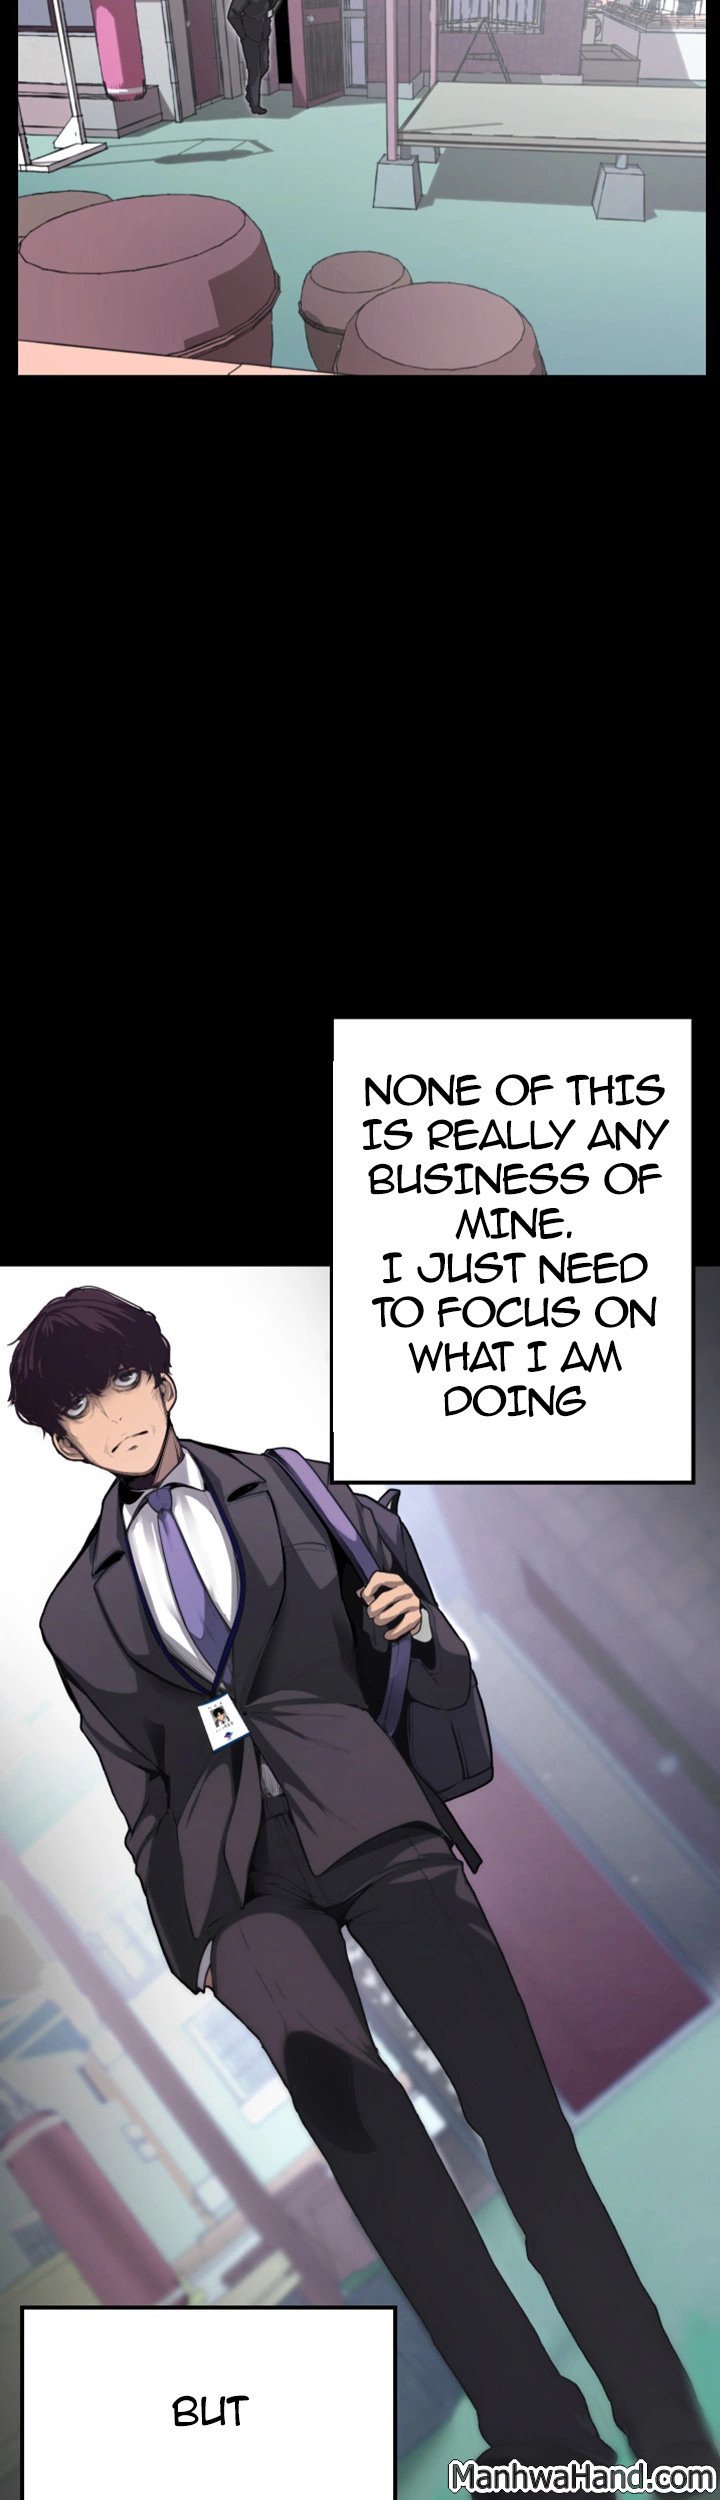 NONE OF THIS
IS REALLY ANY
BUSINESS OF
MINE.
I JUST NEED
TO FOCUS ON
WHAT I AM
DOING
BUT
ManhwaHand.com